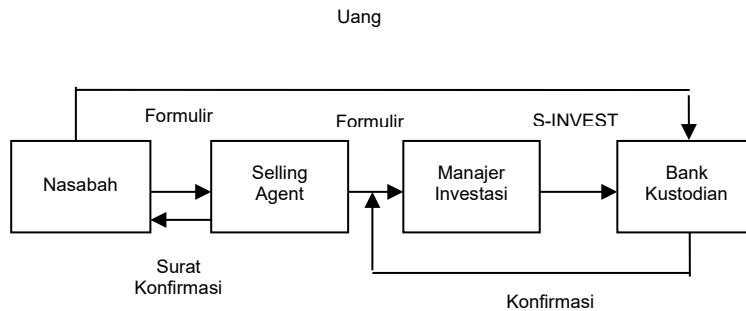 Uang
Formulir
Formulir
S-INVEST
Nasabah
Selling
Agent
Manajer
Investasi
Bank
Kustodian
Surat
Konfirmasi
Konfirmasi